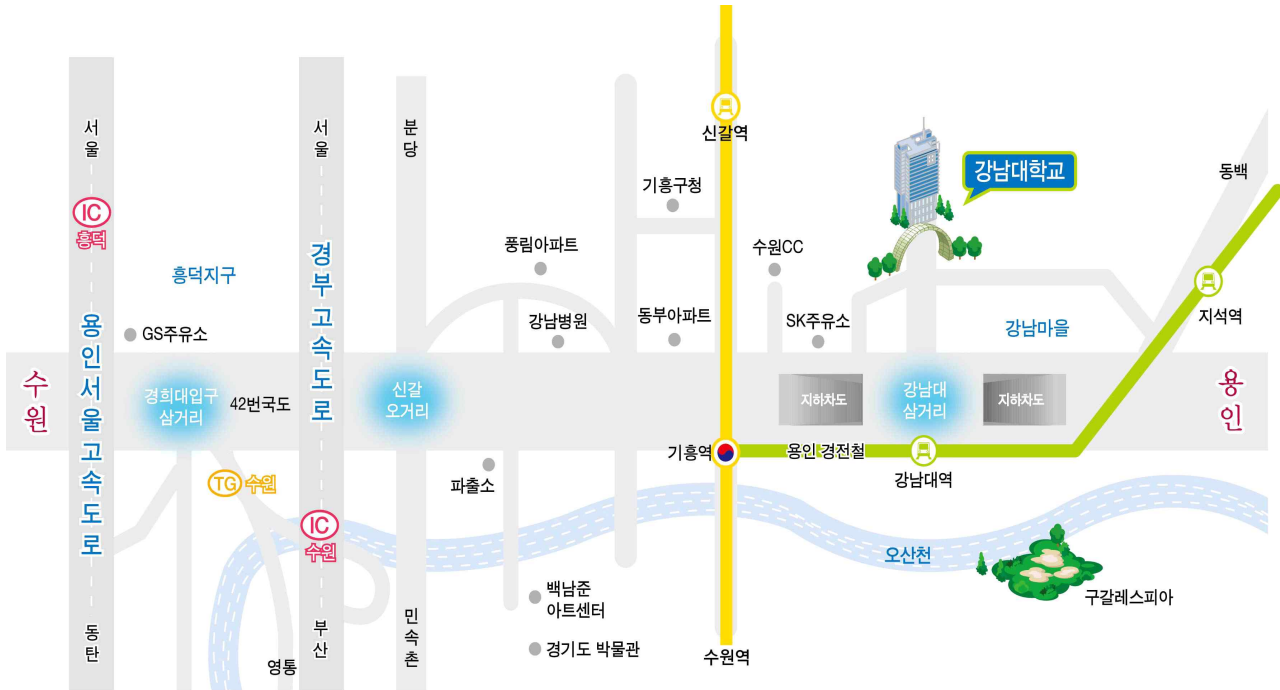 서울
서울
분당
신갈역
강남대학교
동백
기흥구청
IC
흥덕
풍림아파트
수원CC
흥덕지구
경부고속도로
지석역
GS주유소
강남병원
동부아파트
SK주유소
강남마을
용인서울고속도로
수원
경희대입구
삼거리
42번국도
신갈
오거리
지하차도
강남대
삼거리
지하차도
용인
기흥역
용인 경전철
강남대역
TG 수원
파출소
IC
수원
오산천
백남준
아트센터
구갈레스피아
동탄
영통
부산
민속촌
경기도 박물관
수원역